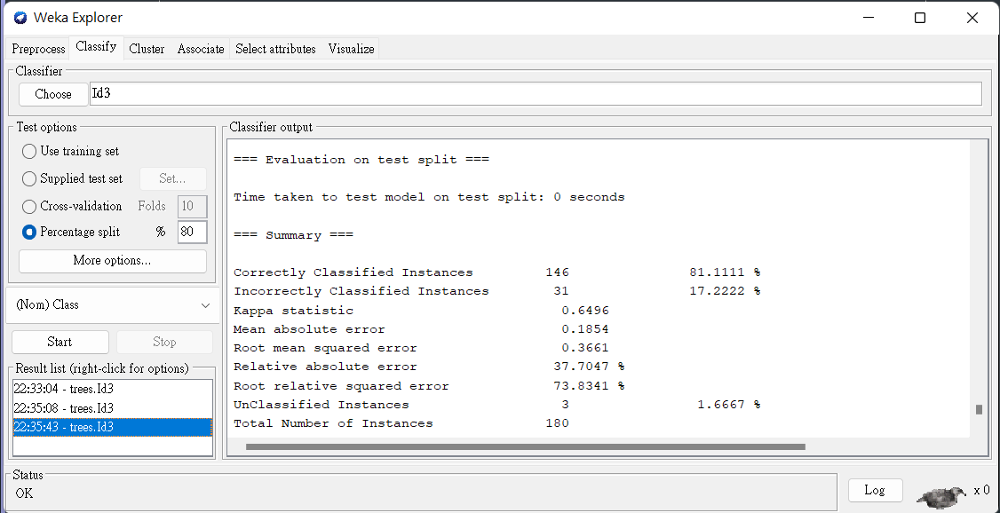 Weka Explorer
Preprocess Classify Cluster Associate Select attributes Visualize
Classifier
Choose Id3
Test options
Use training set
Supplied test set Set...
Cross-validation Folds 10
Percentage split % 80
More options...
(Nom) Class
Start Stop
Result list (right-click for options)
22:33:04 - trees.Id3
22:35:08 - trees.Id3
22:35:43 - trees.Id3
Classifier output
=== Evaluation on test split ===
Time taken to test model on test split: 0 seconds
=== Summary ===
Correctly Classified Instances 146 81.1111 %
Incorrectly Classified Instances 31 17.2222 %
Kappa statistic 0.6496
Mean absolute error 0.1854
Root mean squared error 0.3661
Relative absolute error 37.7047 %
Root relative squared error 73.8341 %
UnClassified Instances 3 1.6667 %
Total Number of Instances 180
Status
OK
Log x 0